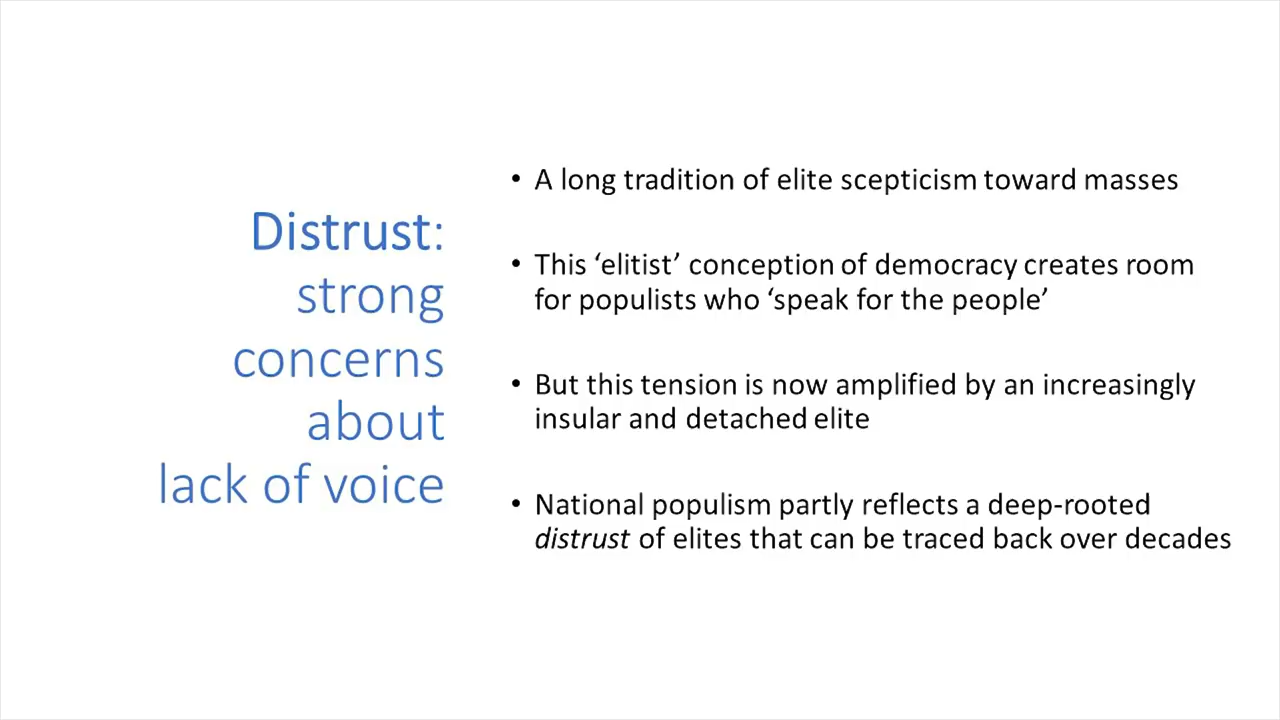 Distrust:
strong
concerns
about
lack of voice
• A long tradition of elite scepticism toward masses
• This ‘elitist’ conception of democracy creates room
for populists who ‘speak for the people’
• But this tension is now amplified by an increasingly
insular and detached elite
• National populism partly reflects a deep-rooted
distrust of elites that can be traced back over decades